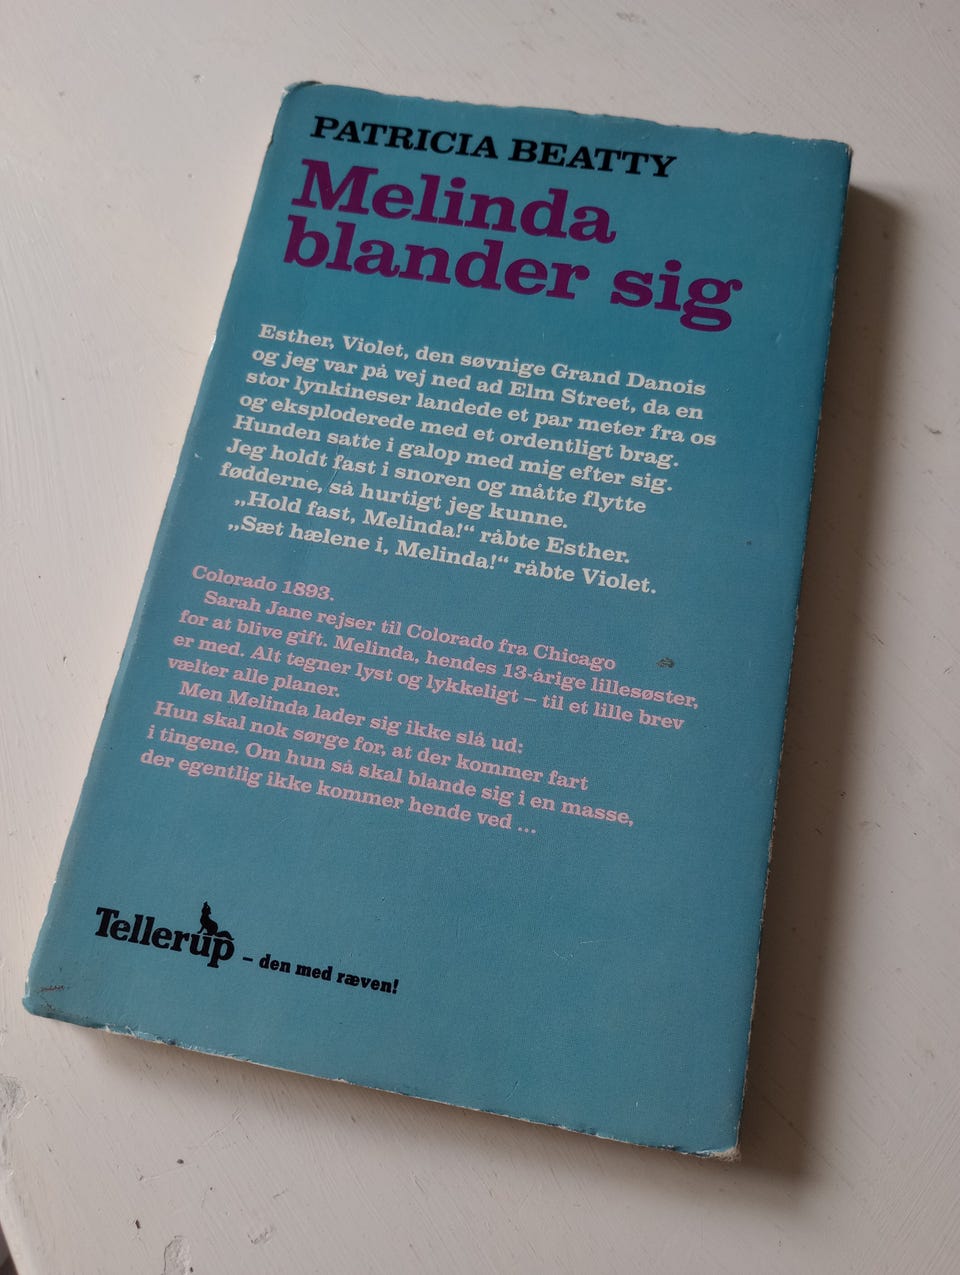 PATRICIA BEATTY
Melinda
blander sig
Esther, Violet, den søvnige Grand Danois
og jeg var på vej ned ad Elm Street, da en
stor lynkineser landede et par meter fra os
og eksploderede med et ordentligt brag.
Hunden satte i galop med mig efter sig.
Jeg holdt fast i snoren og måtte flytte
fødderne, så hurtigt jeg kunne.
„Hold fast, Melinda!“ råbte Esther.
„Sæt hælene i, Melinda!“ råbte Violet.
Colorado 1893.
Sarah Jane rejser til Colorado fra Chicago
for at blive gift. Melinda, hendes 13-årige lillesøster,
er med. Alt tegner lyst og lykkeligt – til et lille brev
vælter alle planer.
Men Melinda lader sig ikke slå ud:
Hun skal nok sørge for, at der kommer fart
i tingene. Om hun så skal blande sig i en masse,
der egentlig ikke kommer hende ved ...
Tellerup – den med ræven!